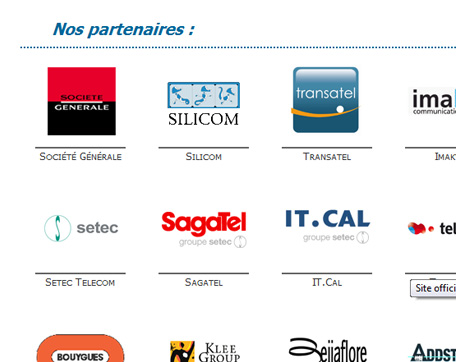 Nos partenaires :
SOCIETE
GENERALE
SILICOM
transatel
imak
communication
SOCIÉTÉ GÉNÉRALE
SILICOM
TRANSATEL
IMAK
setec
SagaTel
groupe setec
IT.CAL
groupe setec
tel
SETEC TELECOM
SAGATEL
IT.CAL
Site offici
BOUYGUES
KLEE
GROUP
Beijaflore
ADDST